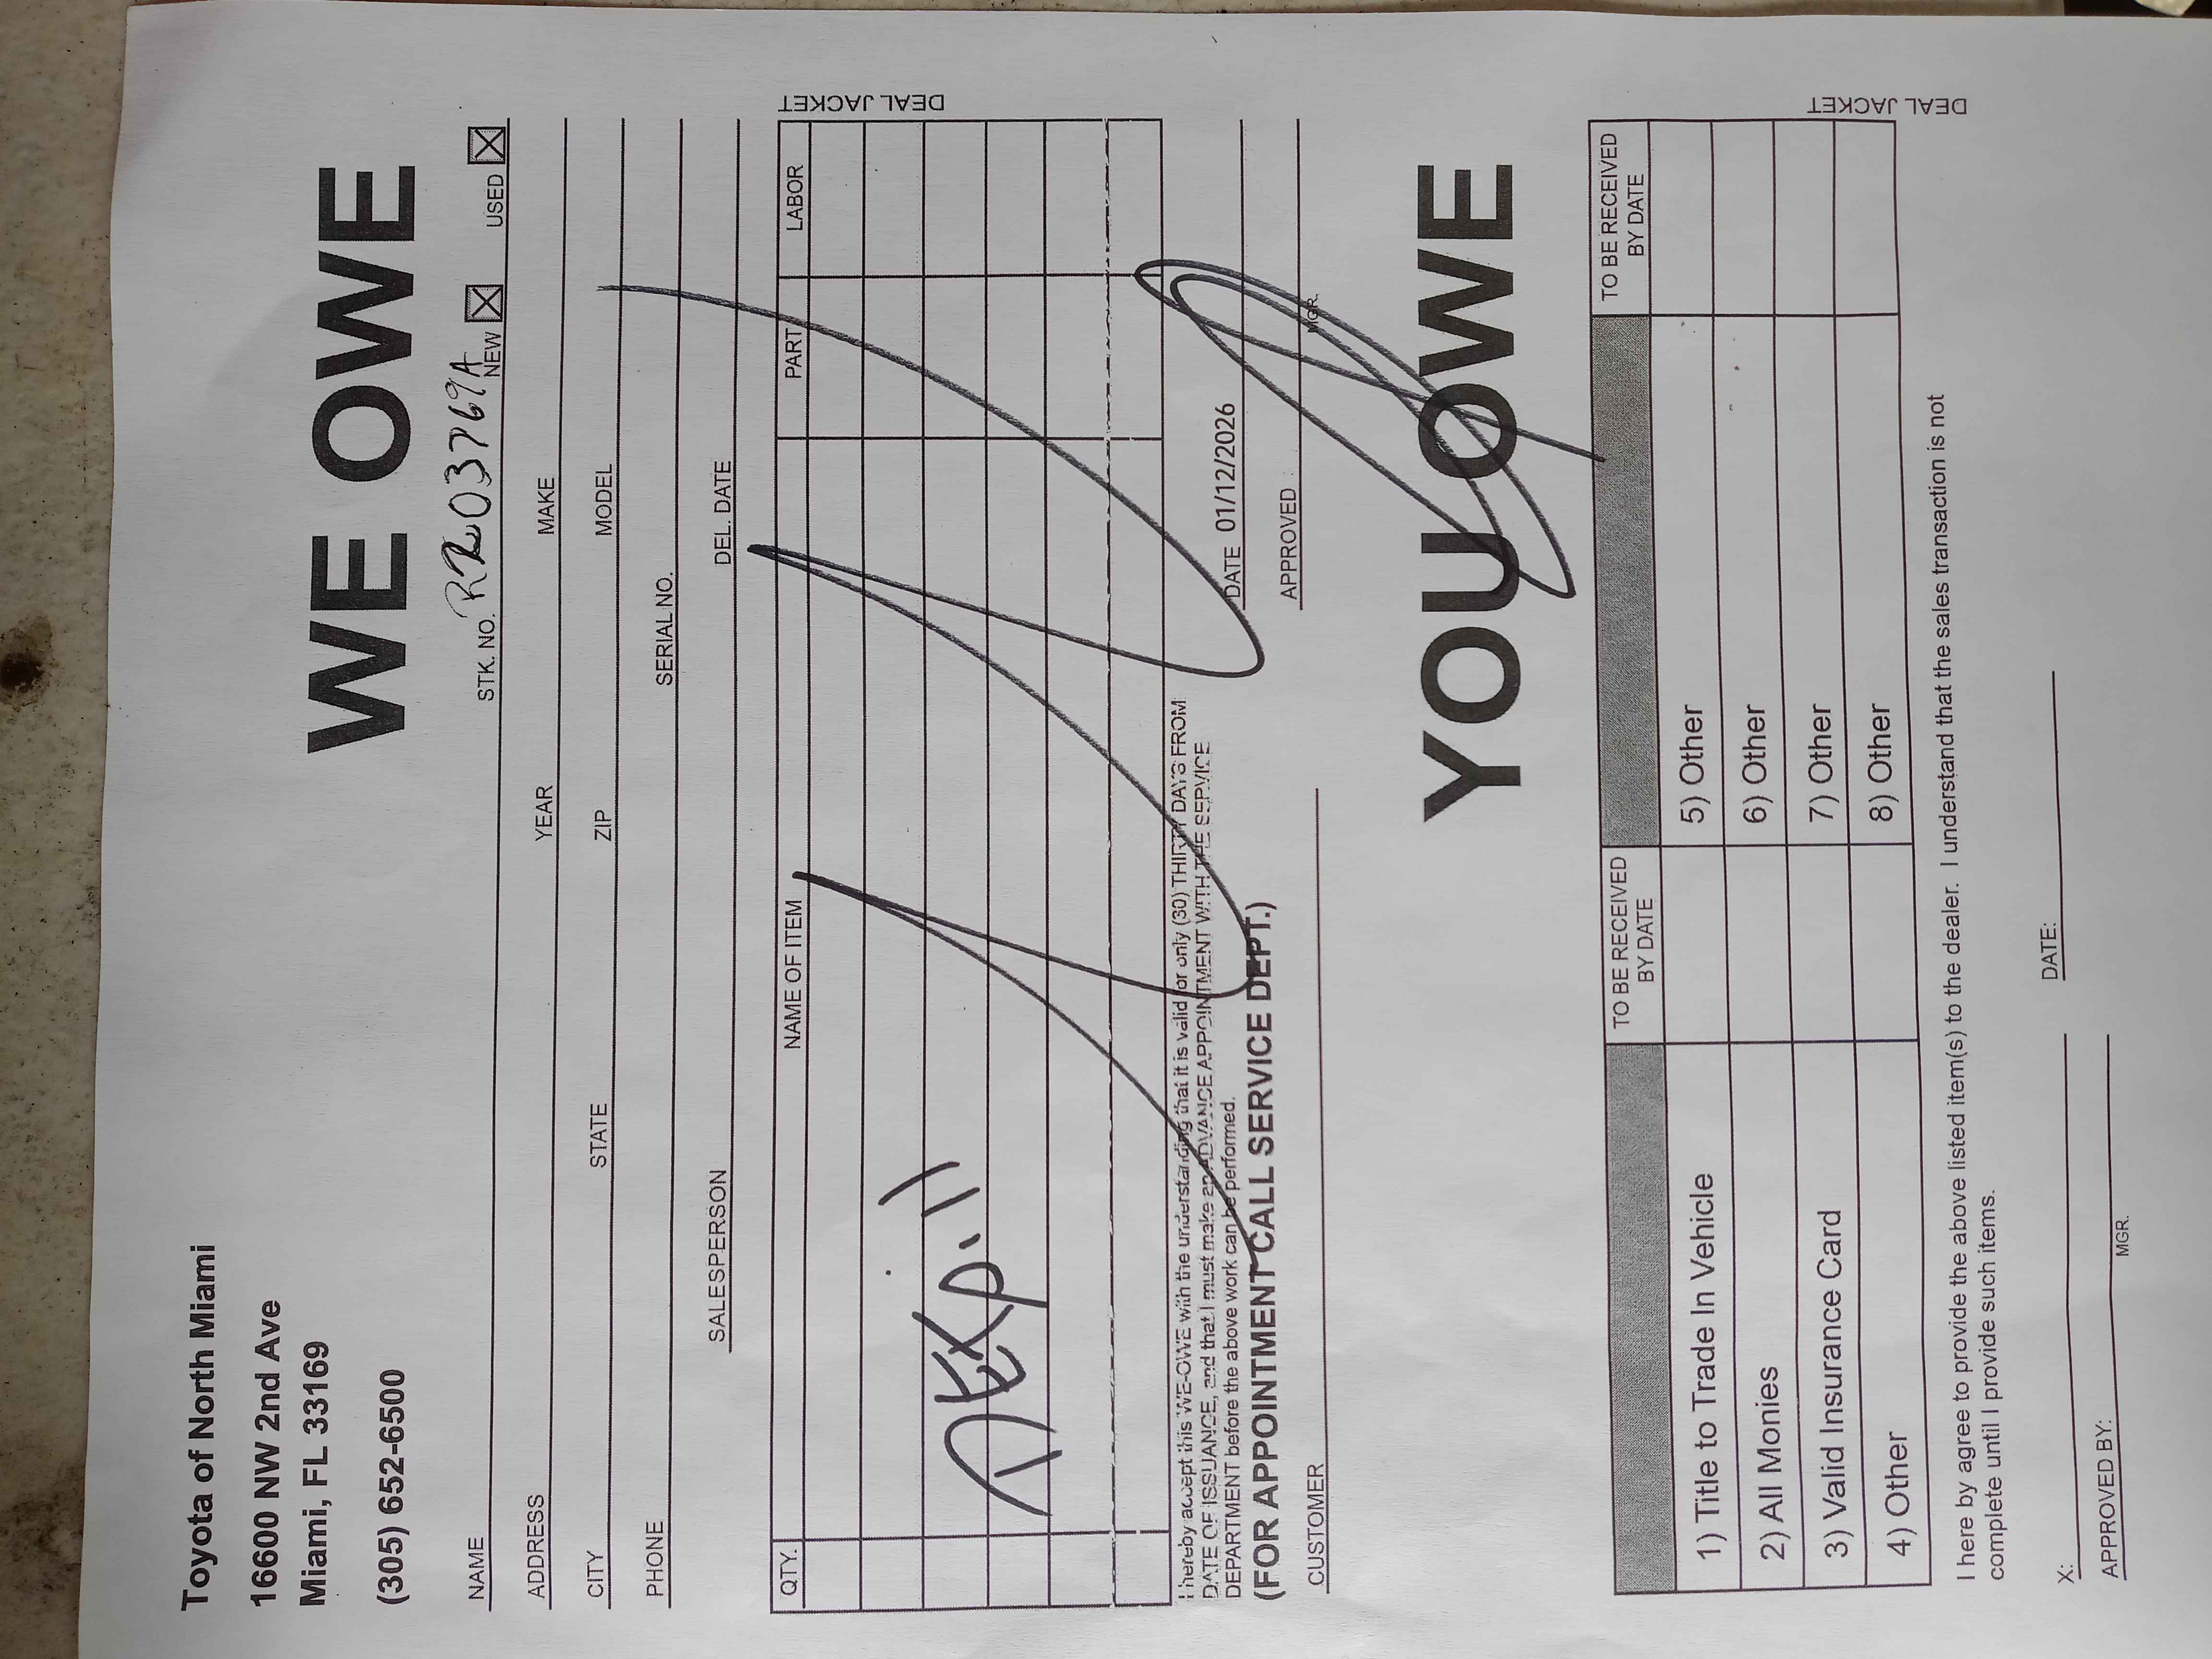 Toyota of North Miami
16600 NW 2nd Ave
Miami, FL 33169
(305) 652-6500
WE OWE
STK. NO. R203769A NEW ☒ USED ☒
NAME
ADDRESS YEAR MAKE
CITY STATE ZIP MODEL
PHONE SERIAL NO.
SALESPERSON DEL. DATE
QTY. NAME OF ITEM PART LABOR
DEAL JACKET
I hereby accept this WE-OWE with the understanding that it is valid for only (30) THIRTY DAYS FROM
DATE OF ISSUANCE, and that I must make an ADVANCE APPOINTMENT WITH THE SERVICE
DEPARTMENT before the above work can be performed.
(FOR APPOINTMENT CALL SERVICE DEPT.)
DATE 01/12/2026
CUSTOMER
APPROVED
MGR.
YOU OWE
TO BE RECEIVED BY DATE TO BE RECEIVED BY DATE
1) Title to Trade In Vehicle 5) Other
2) All Monies 6) Other
3) Valid Insurance Card 7) Other
4) Other 8) Other
DEAL JACKET
I here by agree to provide the above listed item(s) to the dealer. I understand that the sales transaction is not
complete until I provide such items.
X: DATE:
APPROVED BY:
MGR.